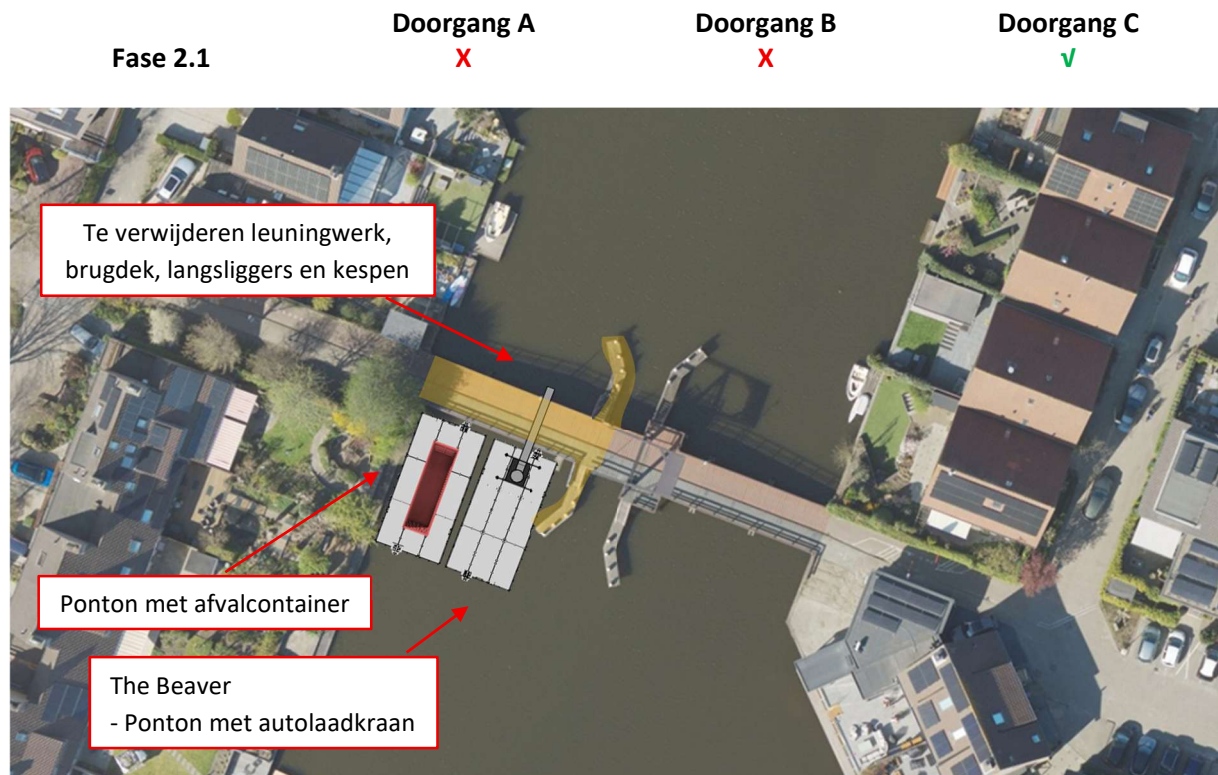 Doorgang A Doorgang B Doorgang C
Fase 2.1 X X √
Te verwijderen leuningwerk,
brugdek, langsliggers en kespen
Ponton met afvalcontainer
The Beaver
- Ponton met autolaadkraan